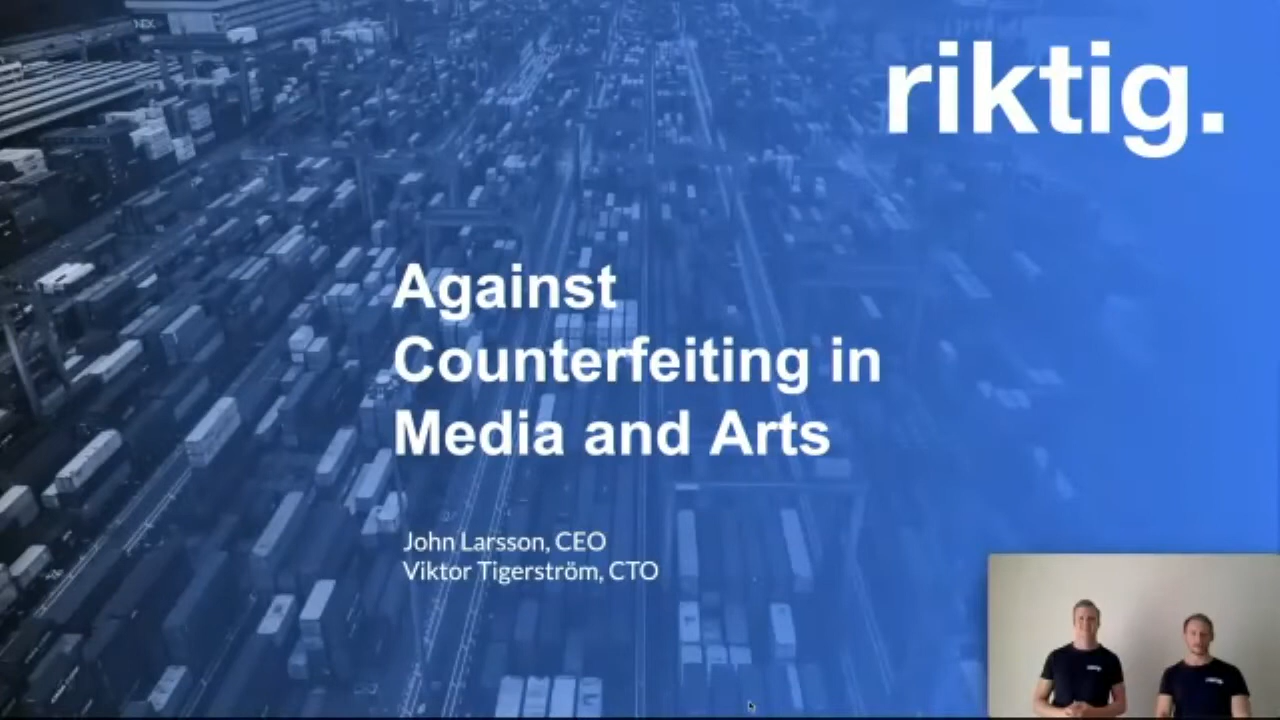 riktig.
Against
Counterfeiting in
Media and Arts
John Larsson, CEO
Viktor Tigerström, CTO